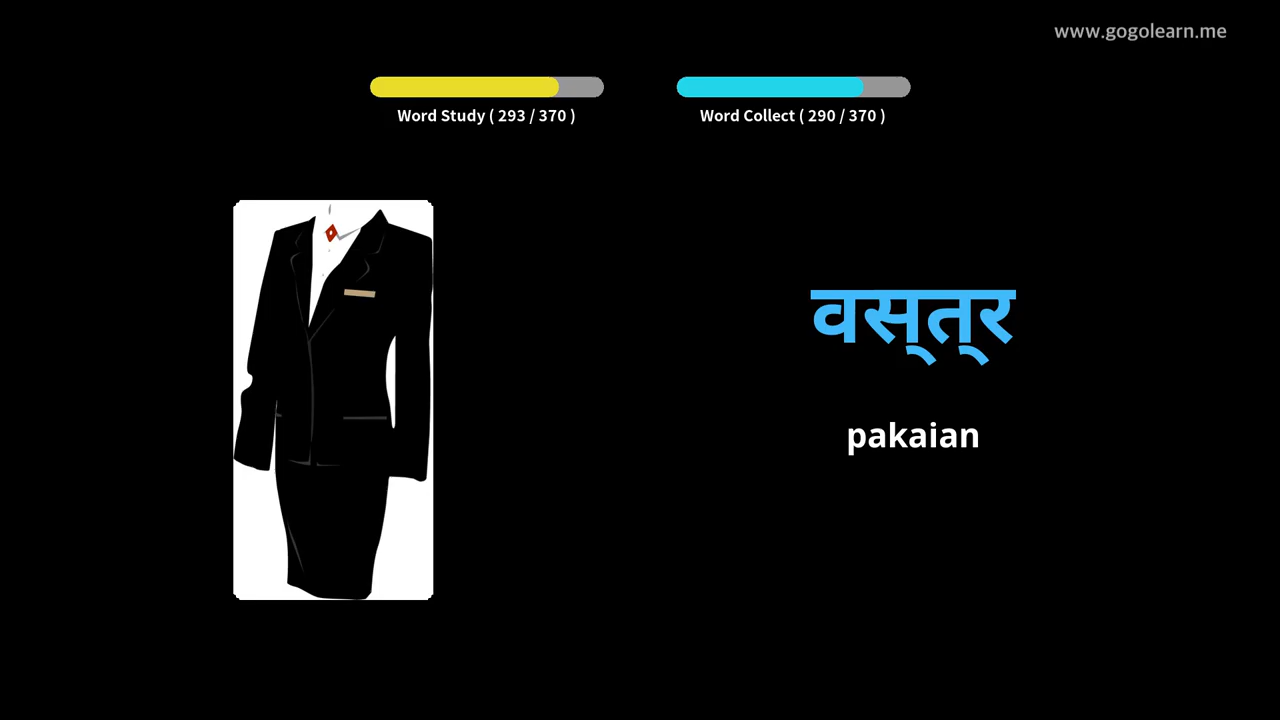 www.gogolearn.me
Word Study ( 293 / 370 )
Word Collect ( 290 / 370 )
वस्त्र
pakaian